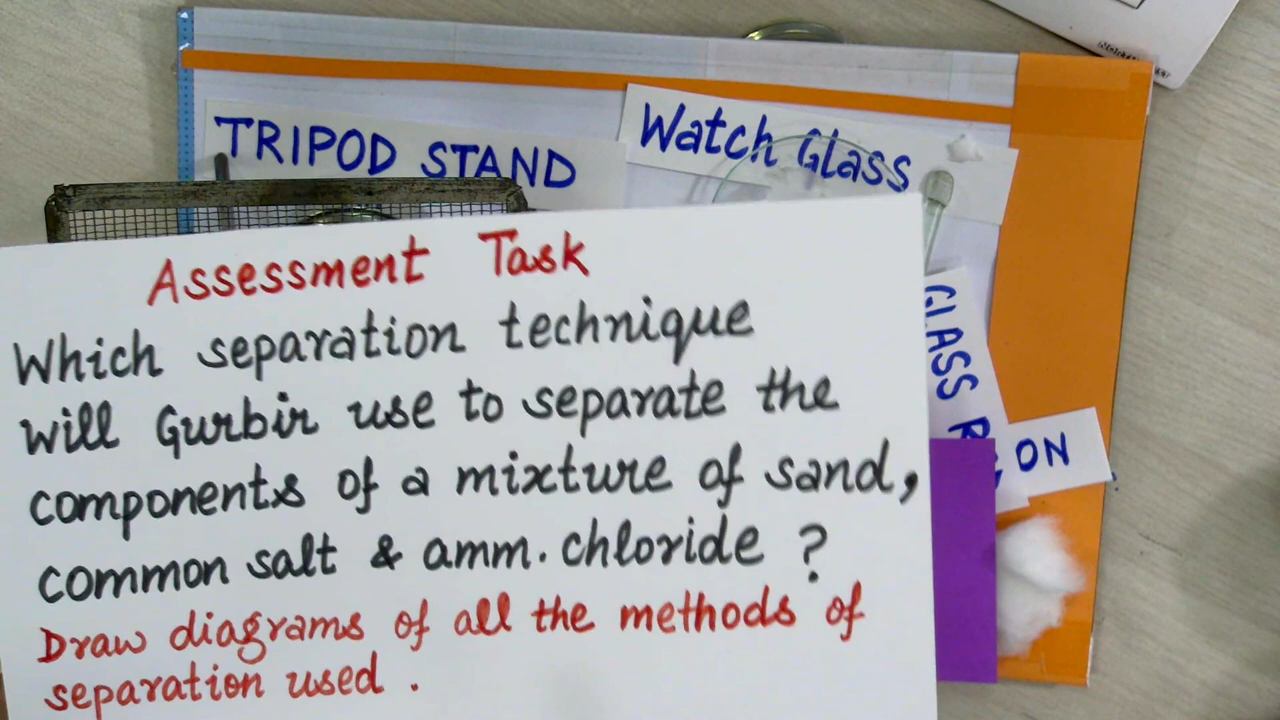 TRIPOD STAND
Watch Glass
GLASS
ON
Assessment Task
Which separation technique
will Gurbir use to separate the
components of a mixture of sand,
common salt & amm. chloride ?
Draw diagrams of all the methods of
separation used .